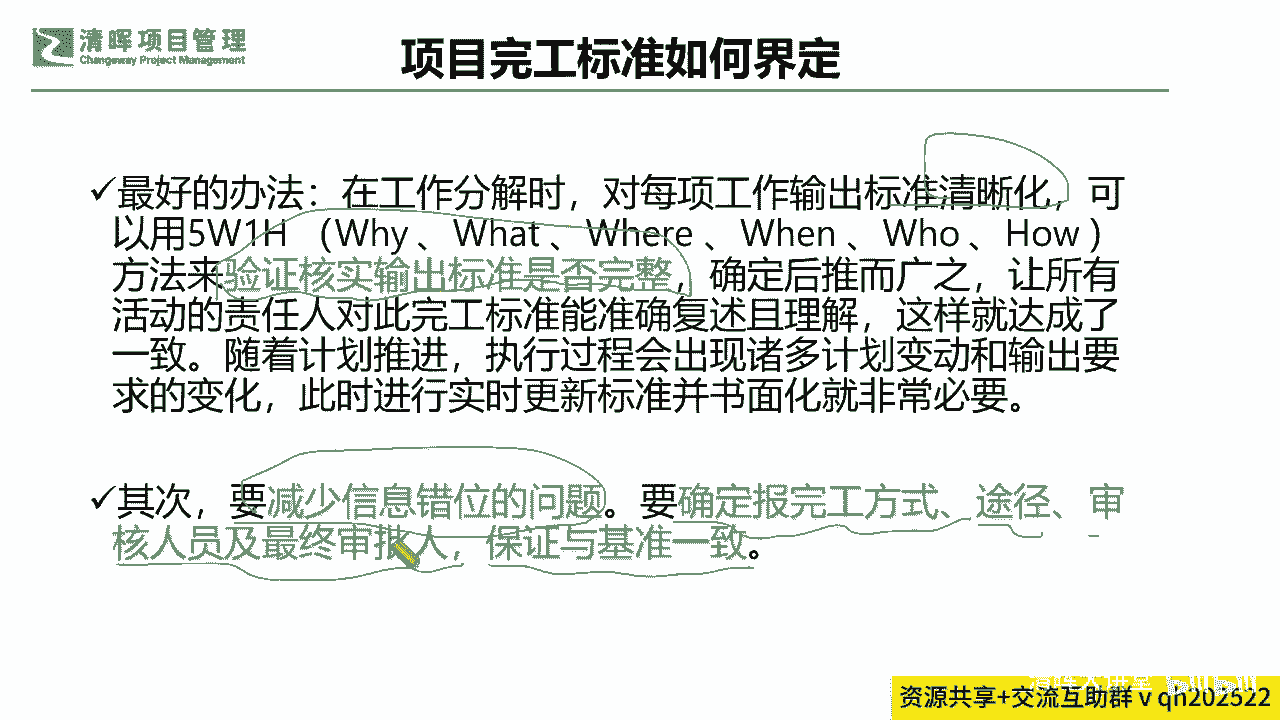 清晖项目管理
Changeway Project Management
项目完工标准如何界定
✓最好的办法：在工作分解时，对每项工作输出标准清晰化，可
以用5W1H （Why 、What 、Where 、When 、Who 、How ）
方法来验证核实输出标准是否完整，确定后推而广之，让所有
活动的责任人对此完工标准能准确复述且理解，这样就达成了
一致。随着计划推进，执行过程会出现诸多计划变动和输出要
求的变化，此时进行实时更新标准并书面化就非常必要。
✓其次，要减少信息错位的问题。要确定报完工方式、途径、审
核人员及最终审批人，保证与基准一致。
清晖大讲堂 bilibili
资源共享+交流互助群 v qh202522